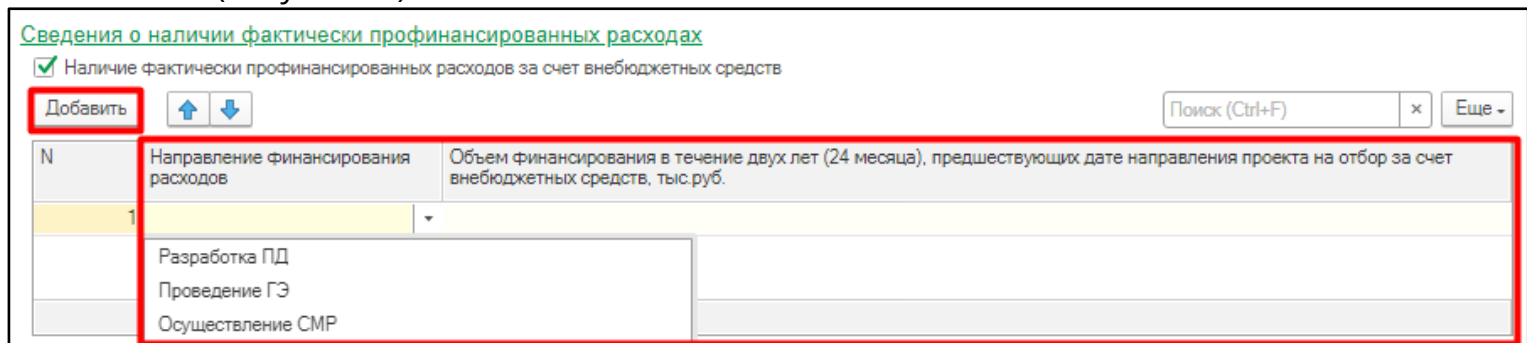 Сведения о наличии фактически профинансированных расходах
Наличие фактически профинансированных расходов за счет внебюджетных средств
Добавить
Поиск (Ctrl+F) × Еще
N Направление финансирования расходов
Объем финансирования в течение двух лет (24 месяца), предшествующих дате направления проекта на отбор за счет
внебюджетных средств, тыс.руб.
1
Разработка ПД
Проведение ГЭ
Осуществление СМР